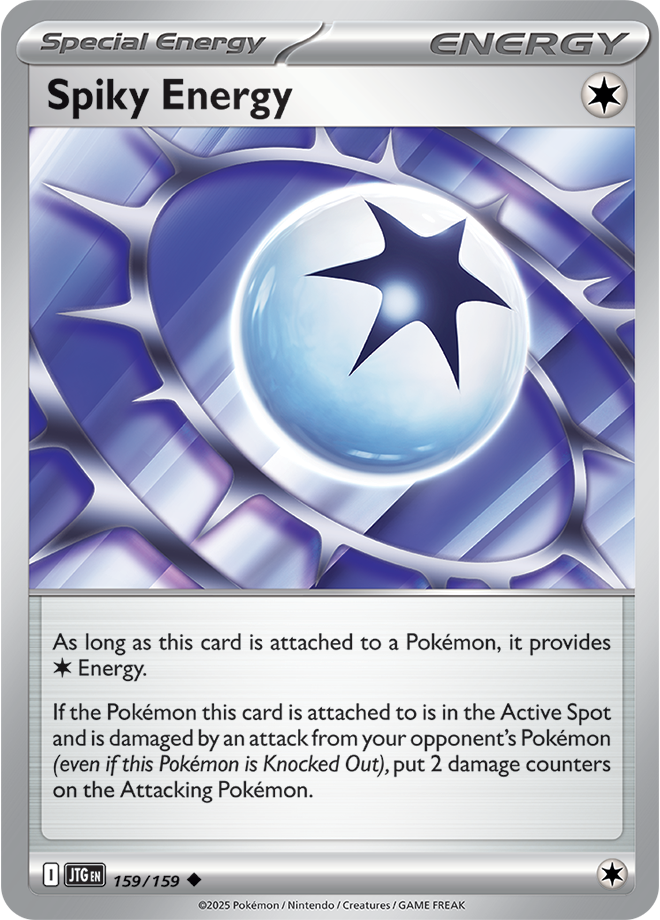 Special Energy ENERGY
Spiky Energy
As long as this card is attached to a Pokémon, it provides
Energy.
If the Pokémon this card is attached to is in the Active Spot
and is damaged by an attack from your opponent's Pokémon
(even if this Pokémon is Knocked Out), put 2 damage counters
on the Attacking Pokémon.
I JTG EN 159/159
©2025 Pokémon / Nintendo / Creatures / GAME FREAK